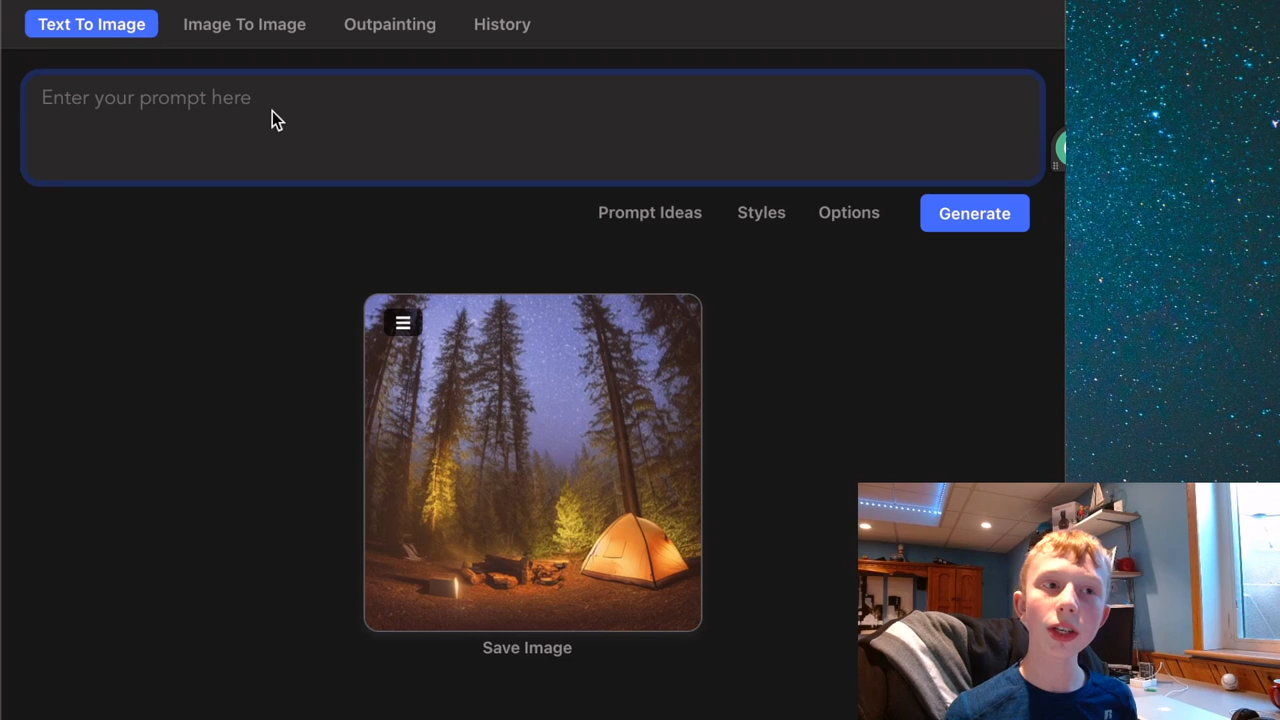 Text To Image
Image To Image
Outpainting
History
Enter your prompt here
Prompt Ideas
Styles
Options
Generate
Save Image